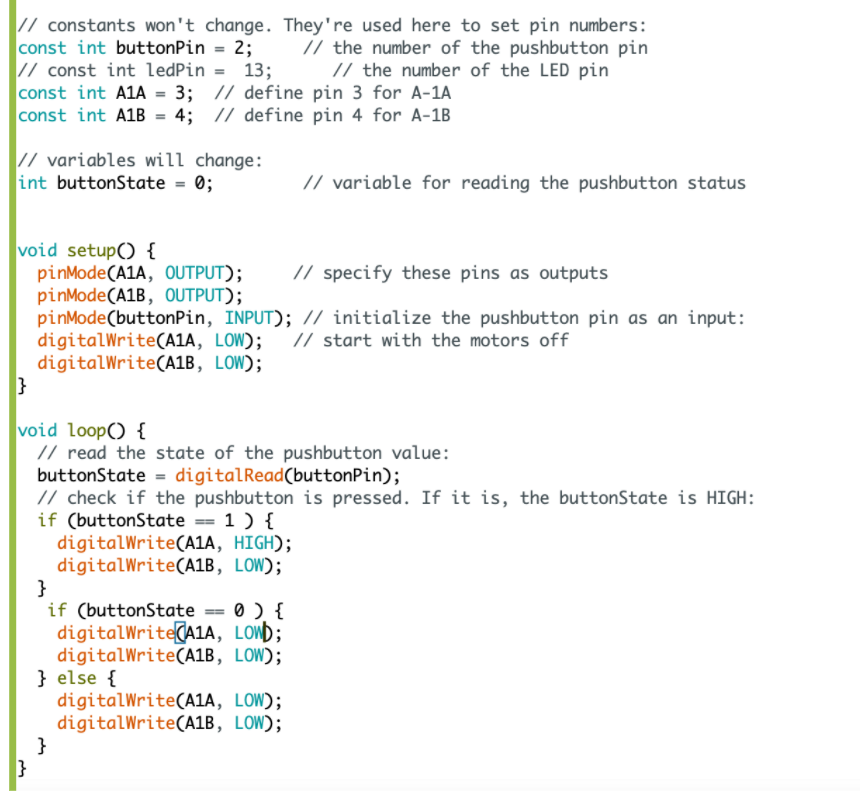 // constants won't change. They're used here to set pin numbers:
const int buttonPin = 2;     // the number of the pushbutton pin
// const int ledPin =  13;      // the number of the LED pin
const int A1A = 3;  // define pin 3 for A-1A
const int A1B = 4;  // define pin 4 for A-1B

// variables will change:
int buttonState = 0;         // variable for reading the pushbutton status


void setup() {
  pinMode(A1A, OUTPUT);     // specify these pins as outputs
  pinMode(A1B, OUTPUT);
  pinMode(buttonPin, INPUT); // initialize the pushbutton pin as an input:
  digitalWrite(A1A, LOW);   // start with the motors off
  digitalWrite(A1B, LOW);
}

void loop() {
  // read the state of the pushbutton value:
  buttonState = digitalRead(buttonPin);
  // check if the pushbutton is pressed. If it is, the buttonState is HIGH:
  if (buttonState == 1 ) {
    digitalWrite(A1A, HIGH);
    digitalWrite(A1B, LOW);
  }
   if (buttonState == 0 ) {
    digitalWrite(A1A, LOW);
    digitalWrite(A1B, LOW);
  } else {
    digitalWrite(A1A, LOW);
    digitalWrite(A1B, LOW);
  }
}